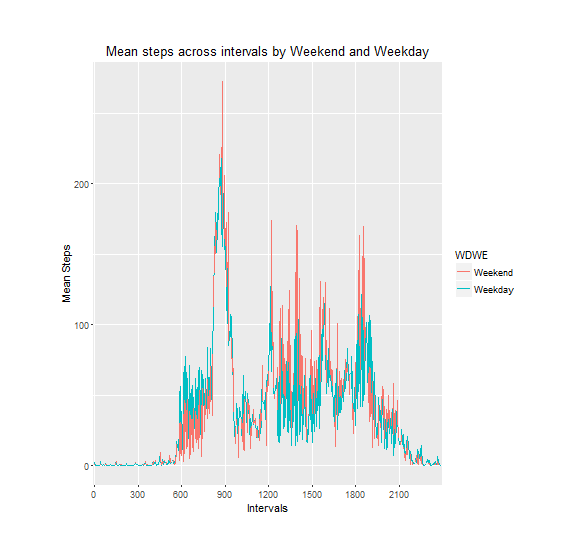 Mean steps across intervals by Weekend and Weekday
Mean Steps
200
100
0
0 300 600 900 1200 1500 1800 2100
Intervals
WDWE
Weekend
Weekday